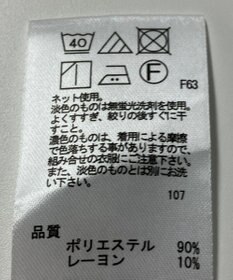 40
F
F63
ネット使用。
淡色のものは無蛍光洗剤を使用。
よくすすぎ、絞りの後すぐに干
すこと。
濃色のものは、着用による摩擦
で色落ちする事がありますので、
組み合せの衣服にご注意下さい。
また、淡色のものとは別にお洗
い下さい。
107
品質
ポリエステル 90%
レーヨン 10%